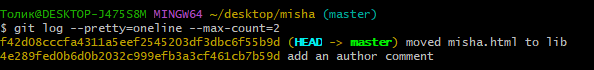 Толик@DESKTOP-J475S8M MINGW64 ~/desktop/misha (master)
$ git log --pretty=oneline --max-count=2
f42d08cccfa4311a5eef2545203df3dbc6f55b9d (HEAD -> master) moved misha.html to lib
4e289fed0b6d0b2032c999efb3a3cf461cb7b59d add an author comment